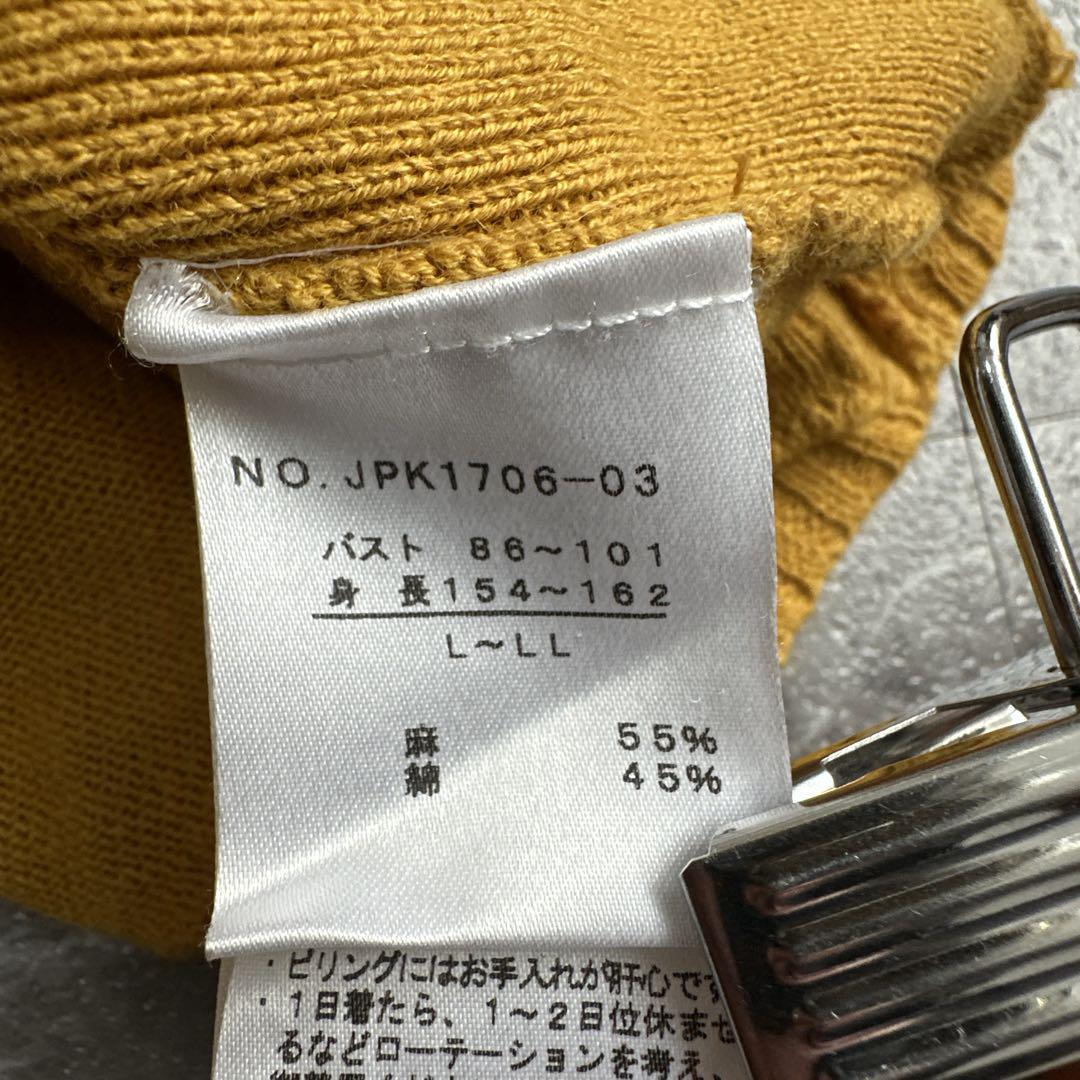 NO.JPK1706-03
バスト 86～101
身 長154～162
L～LL
麻 55%
綿 45%
・ピリングにはお手入れが肝心です
・1日着たら、1～2日位休ませ
るなどローテーションを考え、